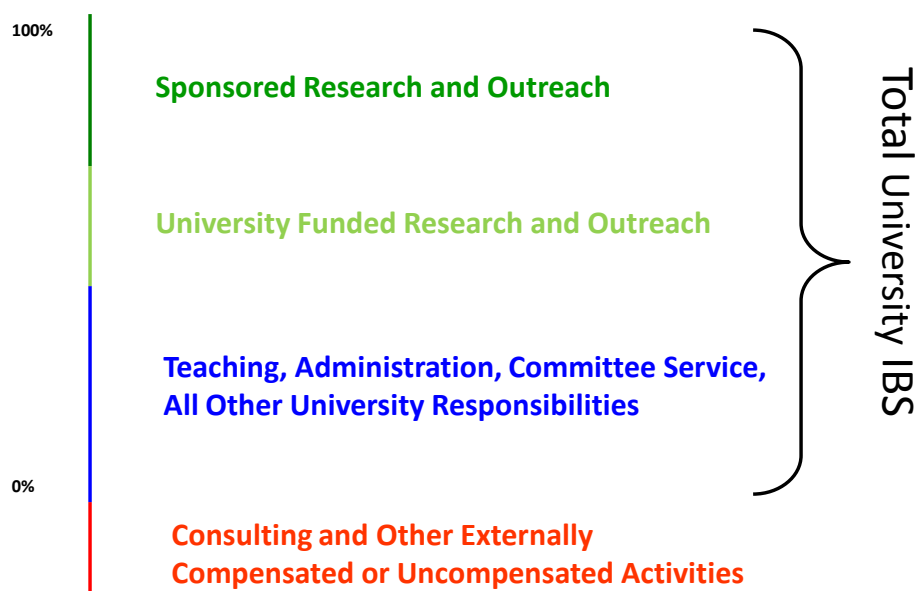 100%
Sponsored Research and Outreach
University Funded Research and Outreach
Teaching, Administration, Committee Service,
All Other University Responsibilities
0%
Consulting and Other Externally
Compensated or Uncompensated Activities
Total University IBS